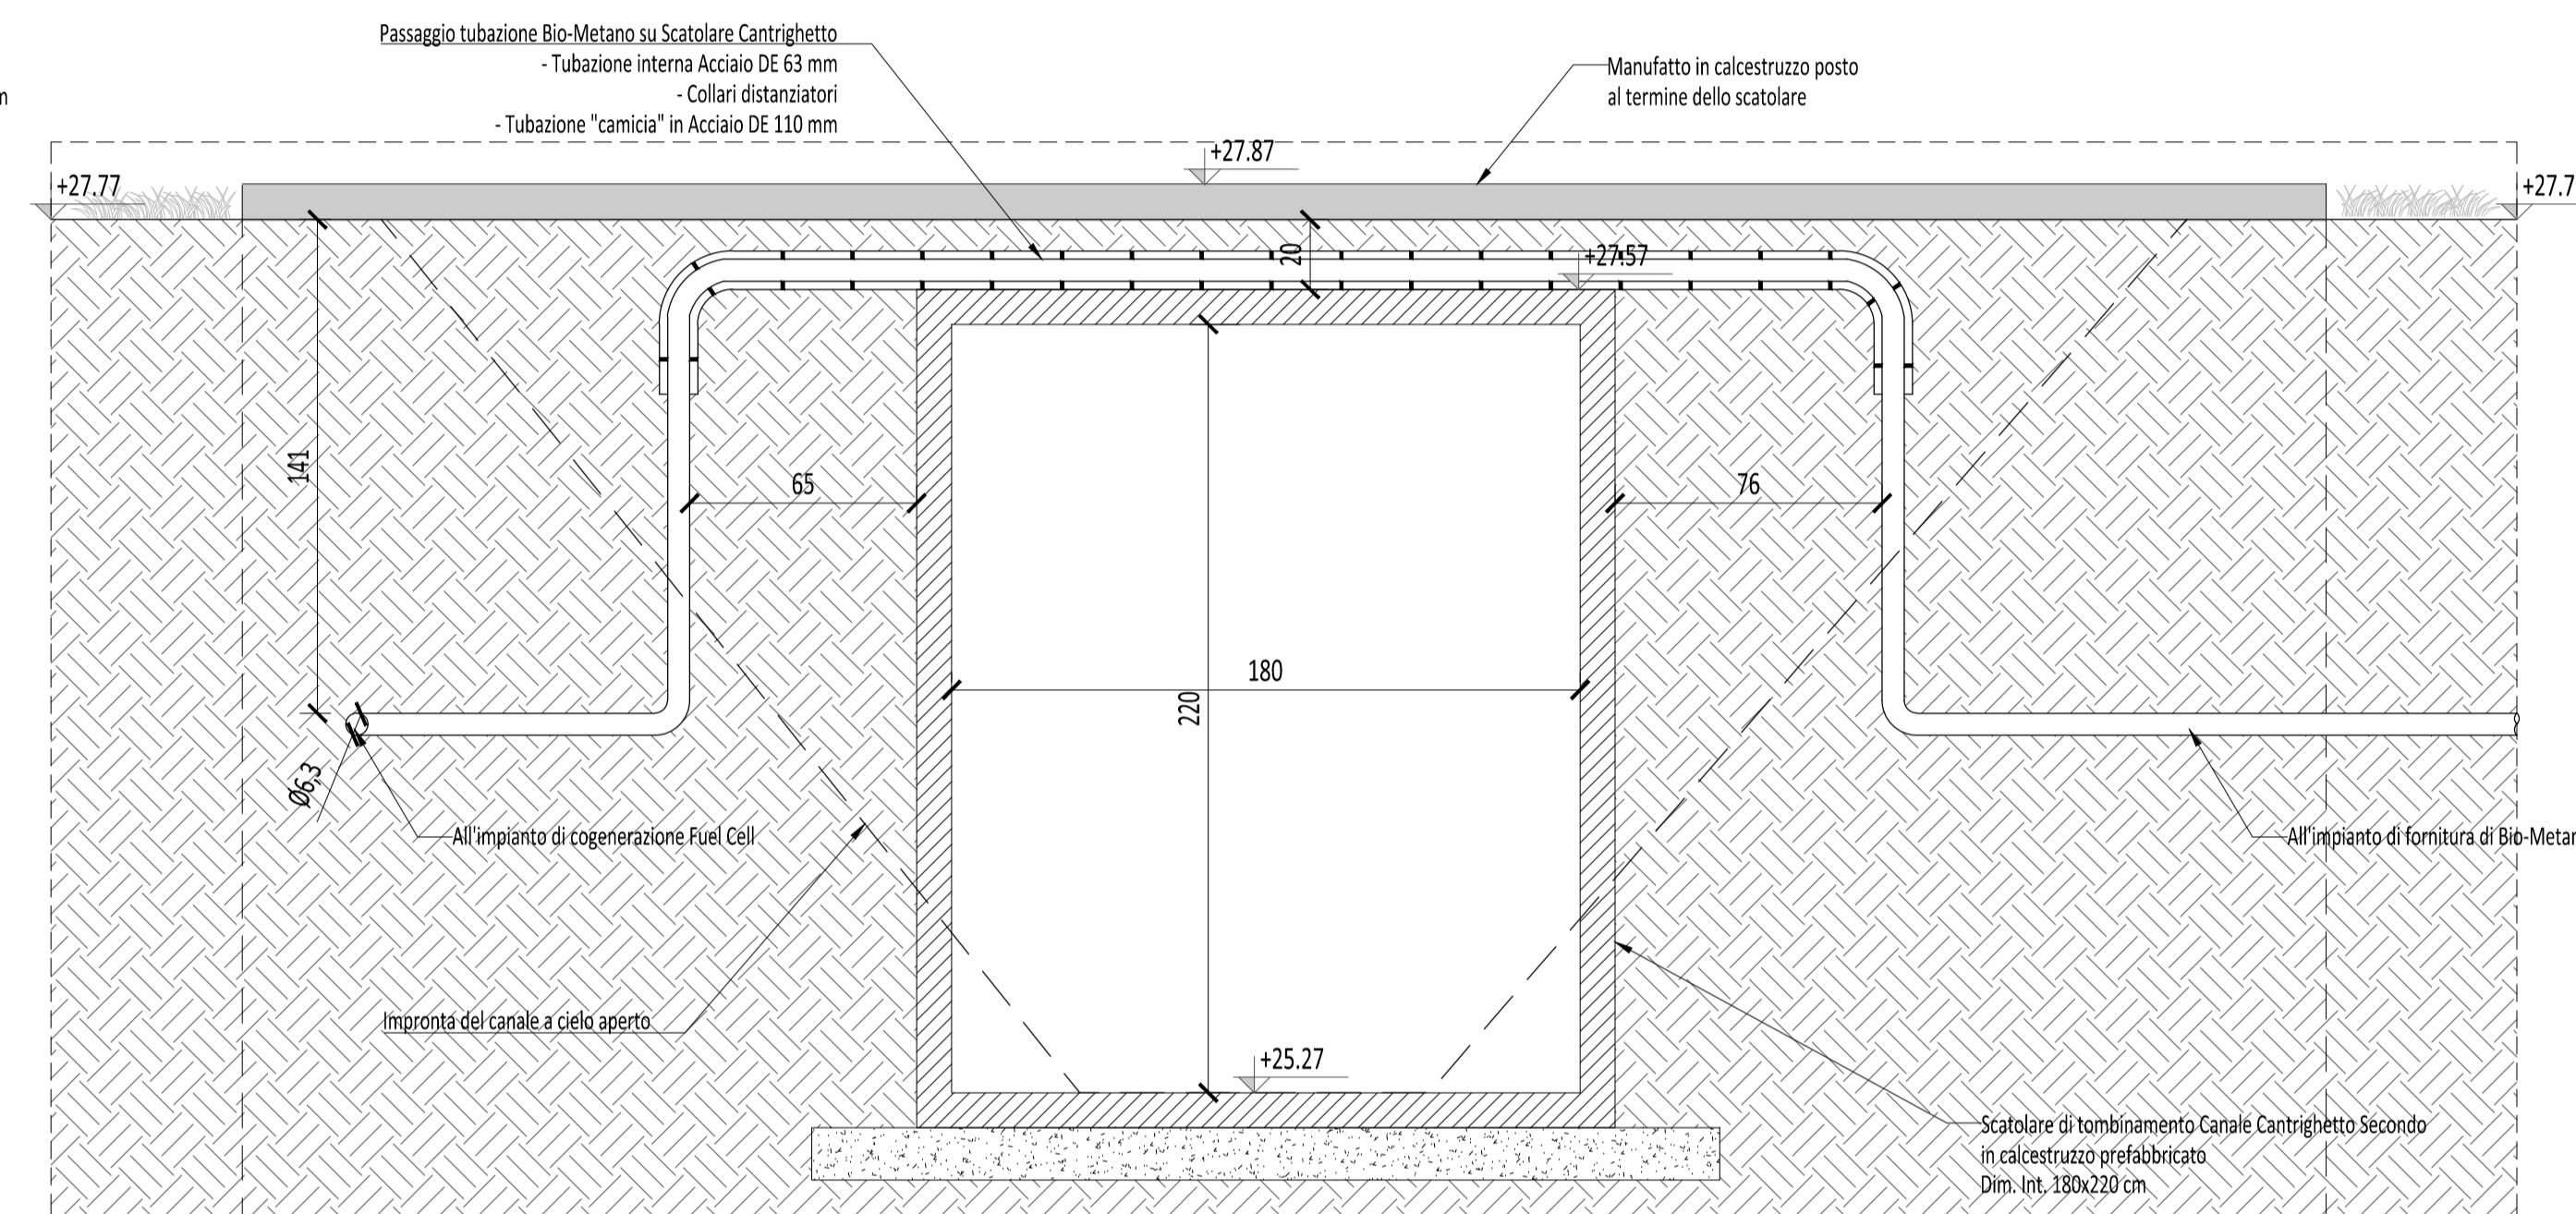 Passaggio tubazione Bio-Metano su Scatolare Cantrighetto
- Tubazione interna Acciaio DE 63 mm
- Collari distanziatori
- Tubazione "camicia" in Acciaio DE 110 mm
Manufatto in calcestruzzo posto
al termine dello scatolare
m
+27.87
+27.77
+27.7
20
+27.57
141
65
76
180
220
Ø6,3
All'impianto di cogenerazione Fuel Cell
All'impianto di fornitura di Bio-Metan
Impronta del canale a cielo aperto
+25.27
Scatolare di tombinamento Canale Cantrighetto Secondo
in calcestruzzo prefabbricato
Dim. Int. 180x220 cm